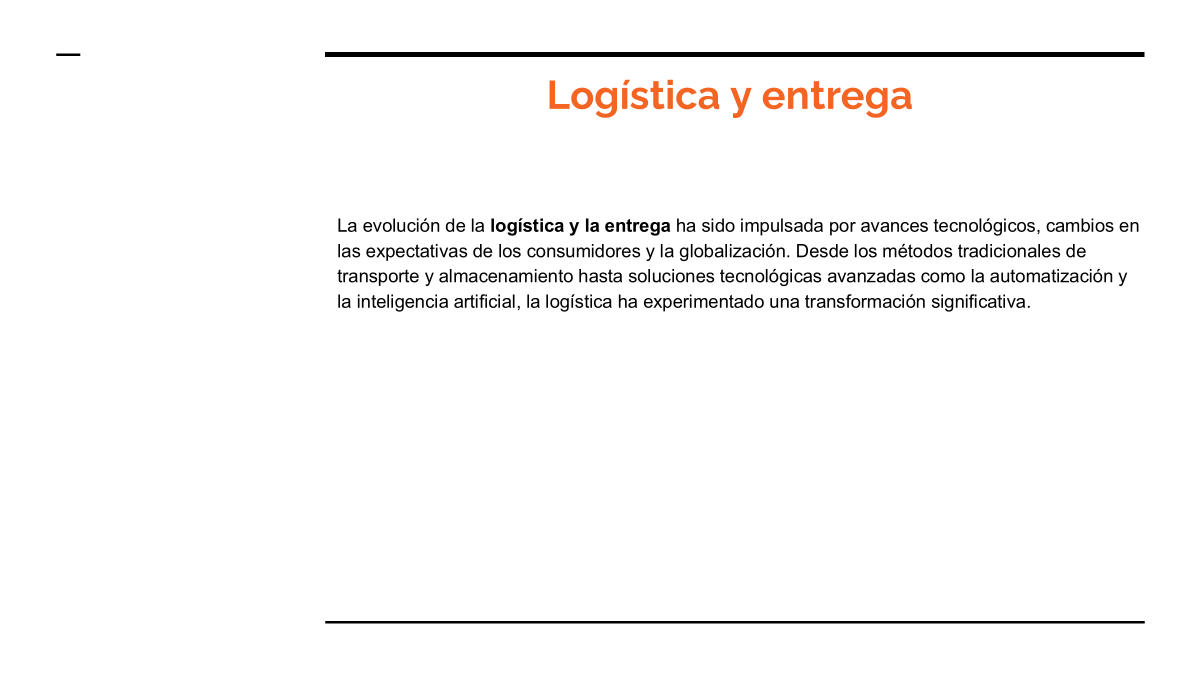 Logística y entrega
La evolución de la logística y la entrega ha sido impulsada por avances tecnológicos, cambios en
las expectativas de los consumidores y la globalización. Desde los métodos tradicionales de
transporte y almacenamiento hasta soluciones tecnológicas avanzadas como la automatización y
la inteligencia artificial, la logística ha experimentado una transformación significativa.